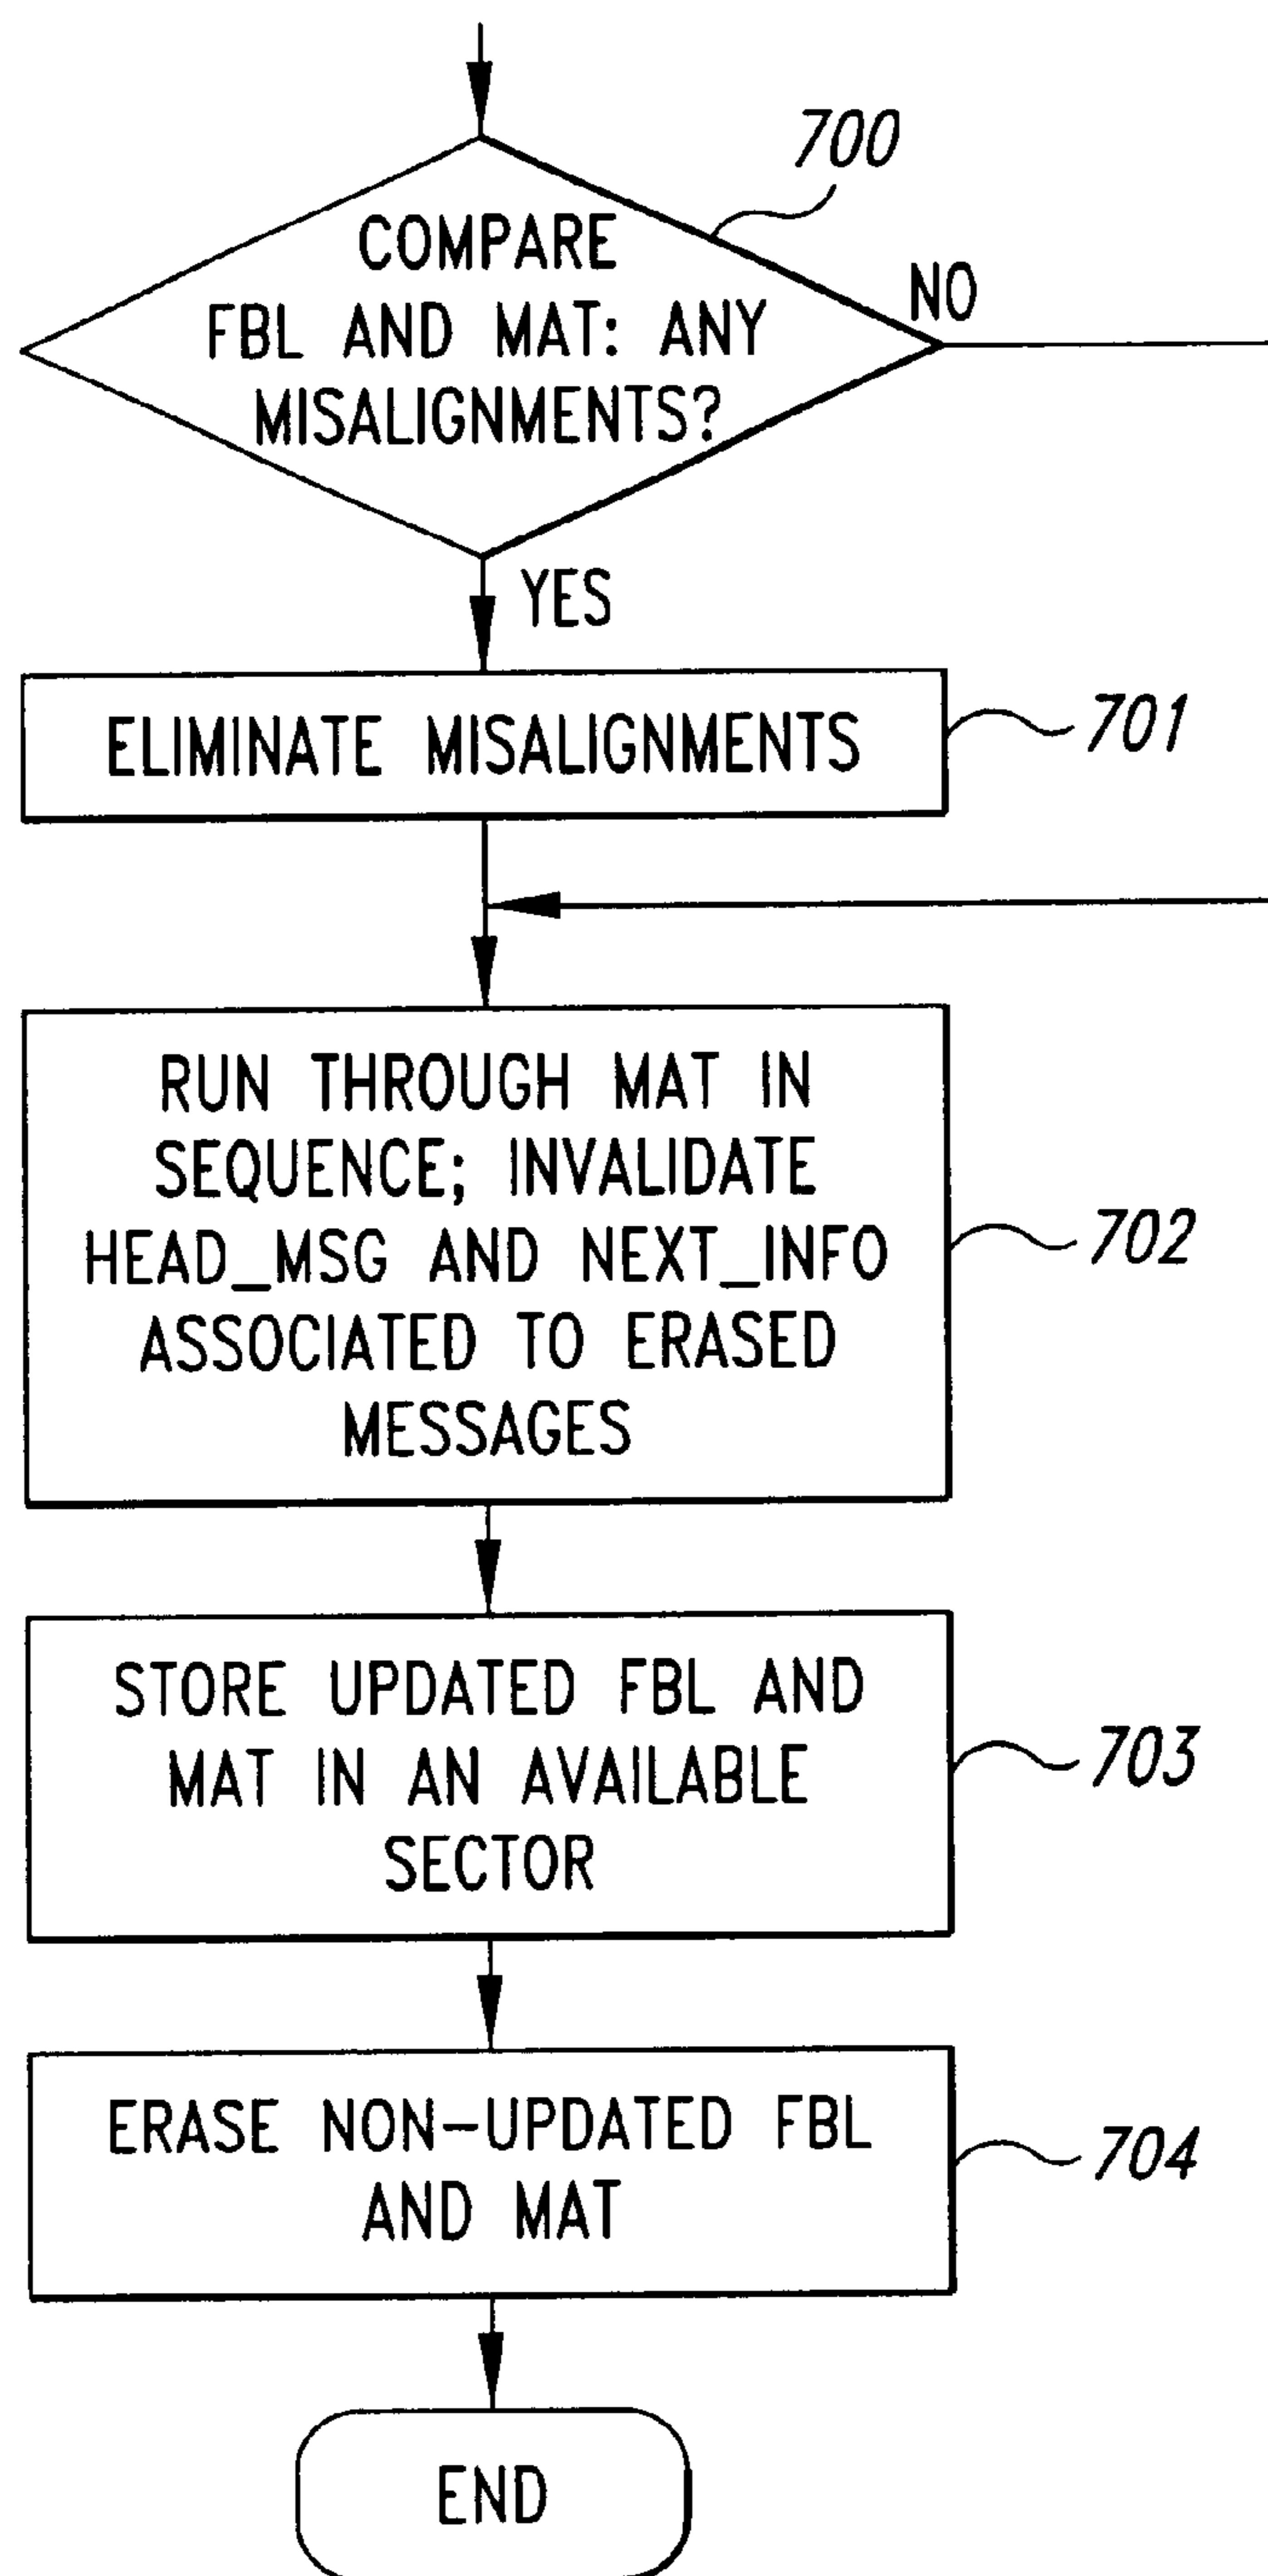 700
COMPARE
FBL AND MAT: ANY
MISALIGNMENTS?
NO
YES
ELIMINATE MISALIGNMENTS
701
RUN THROUGH MAT IN
SEQUENCE; INVALIDATE
HEAD_MSG AND NEXT_INFO
ASSOCIATED TO ERASED
MESSAGES
702
STORE UPDATED FBL AND
MAT IN AN AVAILABLE
SECTOR
703
ERASE NON-UPDATED FBL
AND MAT
704
END